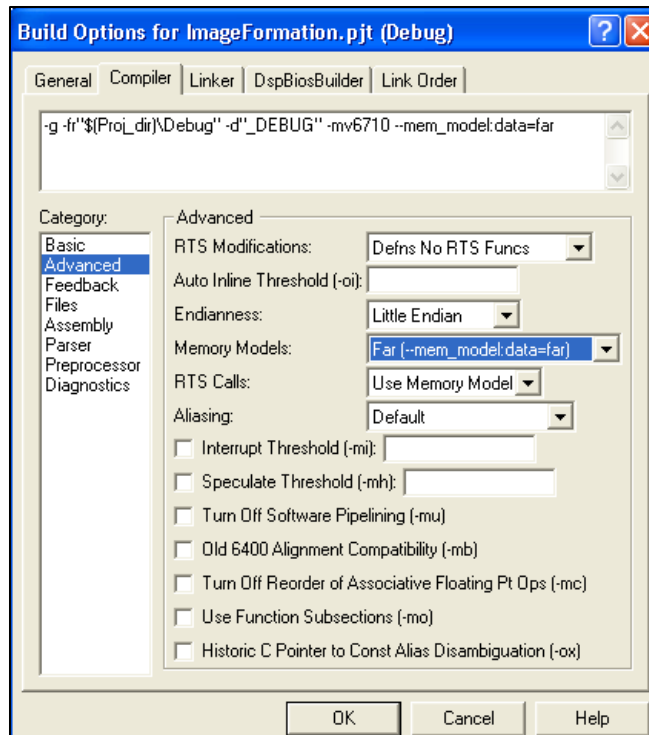 Build Options for ImageFormation.pjt (Debug)
General Compiler Linker DspBiosBuilder Link Order
-g -fr"$(Proj_dir)\Debug" -d"_DEBUG" -mv6710 --mem_model:data=far
Category:
Basic
Advanced
Feedback
Files
Assembly
Parser
Preprocessor
Diagnostics
Advanced
RTS Modifications: Defns No RTS Funcs
Auto Inline Threshold (-oi):
Endianness: Little Endian
Memory Models: Far (--mem_model:data=far)
RTS Calls: Use Memory Model
Aliasing: Default
Interrupt Threshold (-mi):
Speculate Threshold (-mh):
Turn Off Software Pipelining (-mu)
Old 6400 Alignment Compatibility (-mb)
Turn Off Reorder of Associative Floating Pt Ops (-mc)
Use Function Subsections (-mo)
Historic C Pointer to Const Alias Disambiguation (-ox)
OK Cancel Help